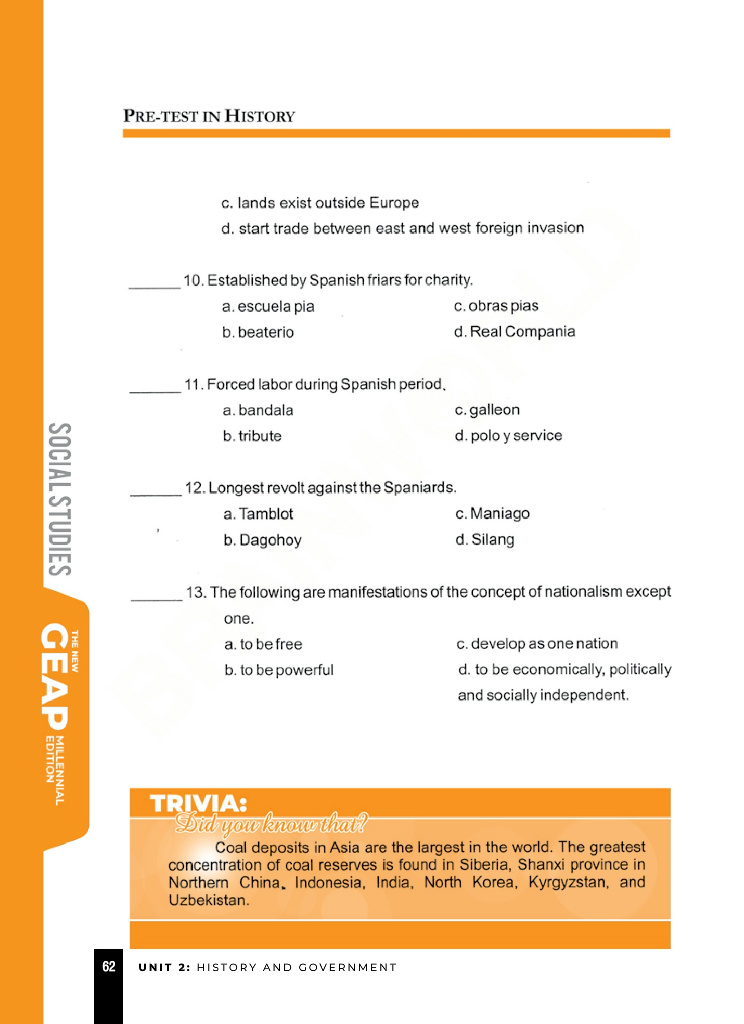 PRE-TEST IN HISTORY
c. lands exist outside Europe
d. start trade between east and west foreign invasion
______ 10. Established by Spanish friars for charity.
a. escuela pia c. obras pias
b. beaterio d. Real Compania
______ 11. Forced labor during Spanish period.
a. bandala c. galleon
b. tribute d. polo y service
______ 12. Longest revolt against the Spaniards.
a. Tamblot c. Maniago
b. Dagohoy d. Silang
______ 13. The following are manifestations of the concept of nationalism except
one.
a. to be free c. develop as one nation
b. to be powerful d. to be economically, politically
and socially independent.
SOCIAL STUDIES
THE NEW
GEAP
MILLENNIAL
EDITION
TRIVIA:
Did you know that?
Coal deposits in Asia are the largest in the world. The greatest
concentration of coal reserves is found in Siberia, Shanxi province in
Northern China, Indonesia, India, North Korea, Kyrgyzstan, and
Uzbekistan.
62 UNIT 2: HISTORY AND GOVERNMENT